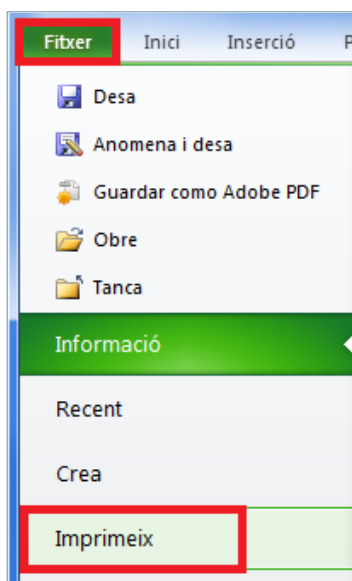 Fitxer Inici Inserció
Desa
Anomena i desa
Guardar como Adobe PDF
Obre
Tanca
Informació
Recent
Crea
Imprimeix